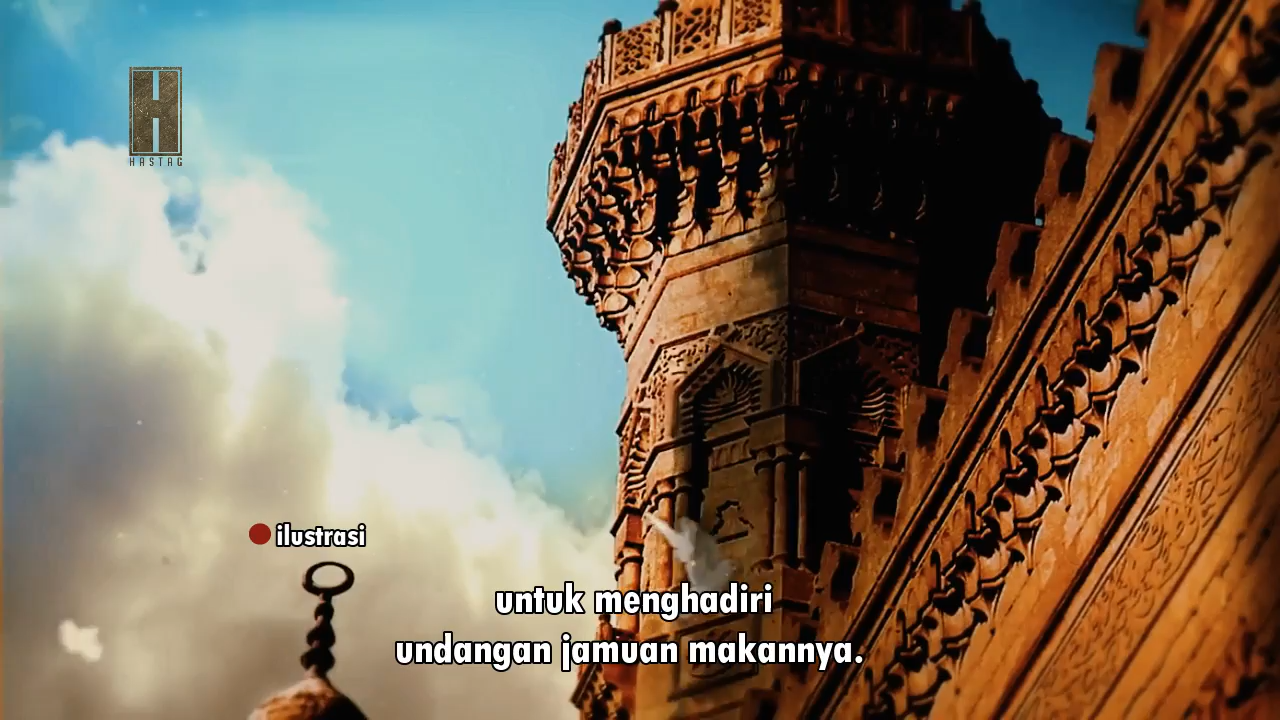 H
HASTAG
ilustrasi
untuk menghadiri
undangan jamuan makannya.